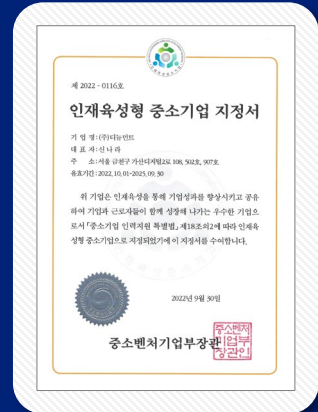 제 2022 - 0116호
인재육성형 중소기업 지정서
기 업 명: (주)디뉴먼트
대 표 자: 신나라
주 소: 서울 금천구 가산디지털2로 108, 502호, 907호
유효기간: 2022. 10. 01~2025. 09. 30
위 기업은 인재육성을 통해 기업성과를 향상시키고 공유
하여 기업과 근로자들이 함께 성장해 나가는 우수한 기업으
로서 「중소기업 인력지원 특별법」 제18조의2에 따라 인재육
성형 중소기업으로 지정되었기에 이 지정서를 수여합니다.
2022년 9월 30일
중소벤처기업부장관
중소벤처
기업부
장관인